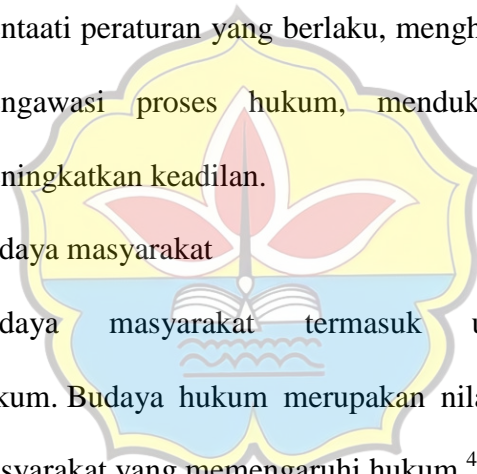 ntaati peraturan yang berlaku, mengh
ngawasi proses hukum, menduk
ningkatkan keadilan.
daya masyarakat
daya masyarakat termasuk u
kum. Budaya hukum merupakan nila
syarakat yang memengaruhi hukum.4